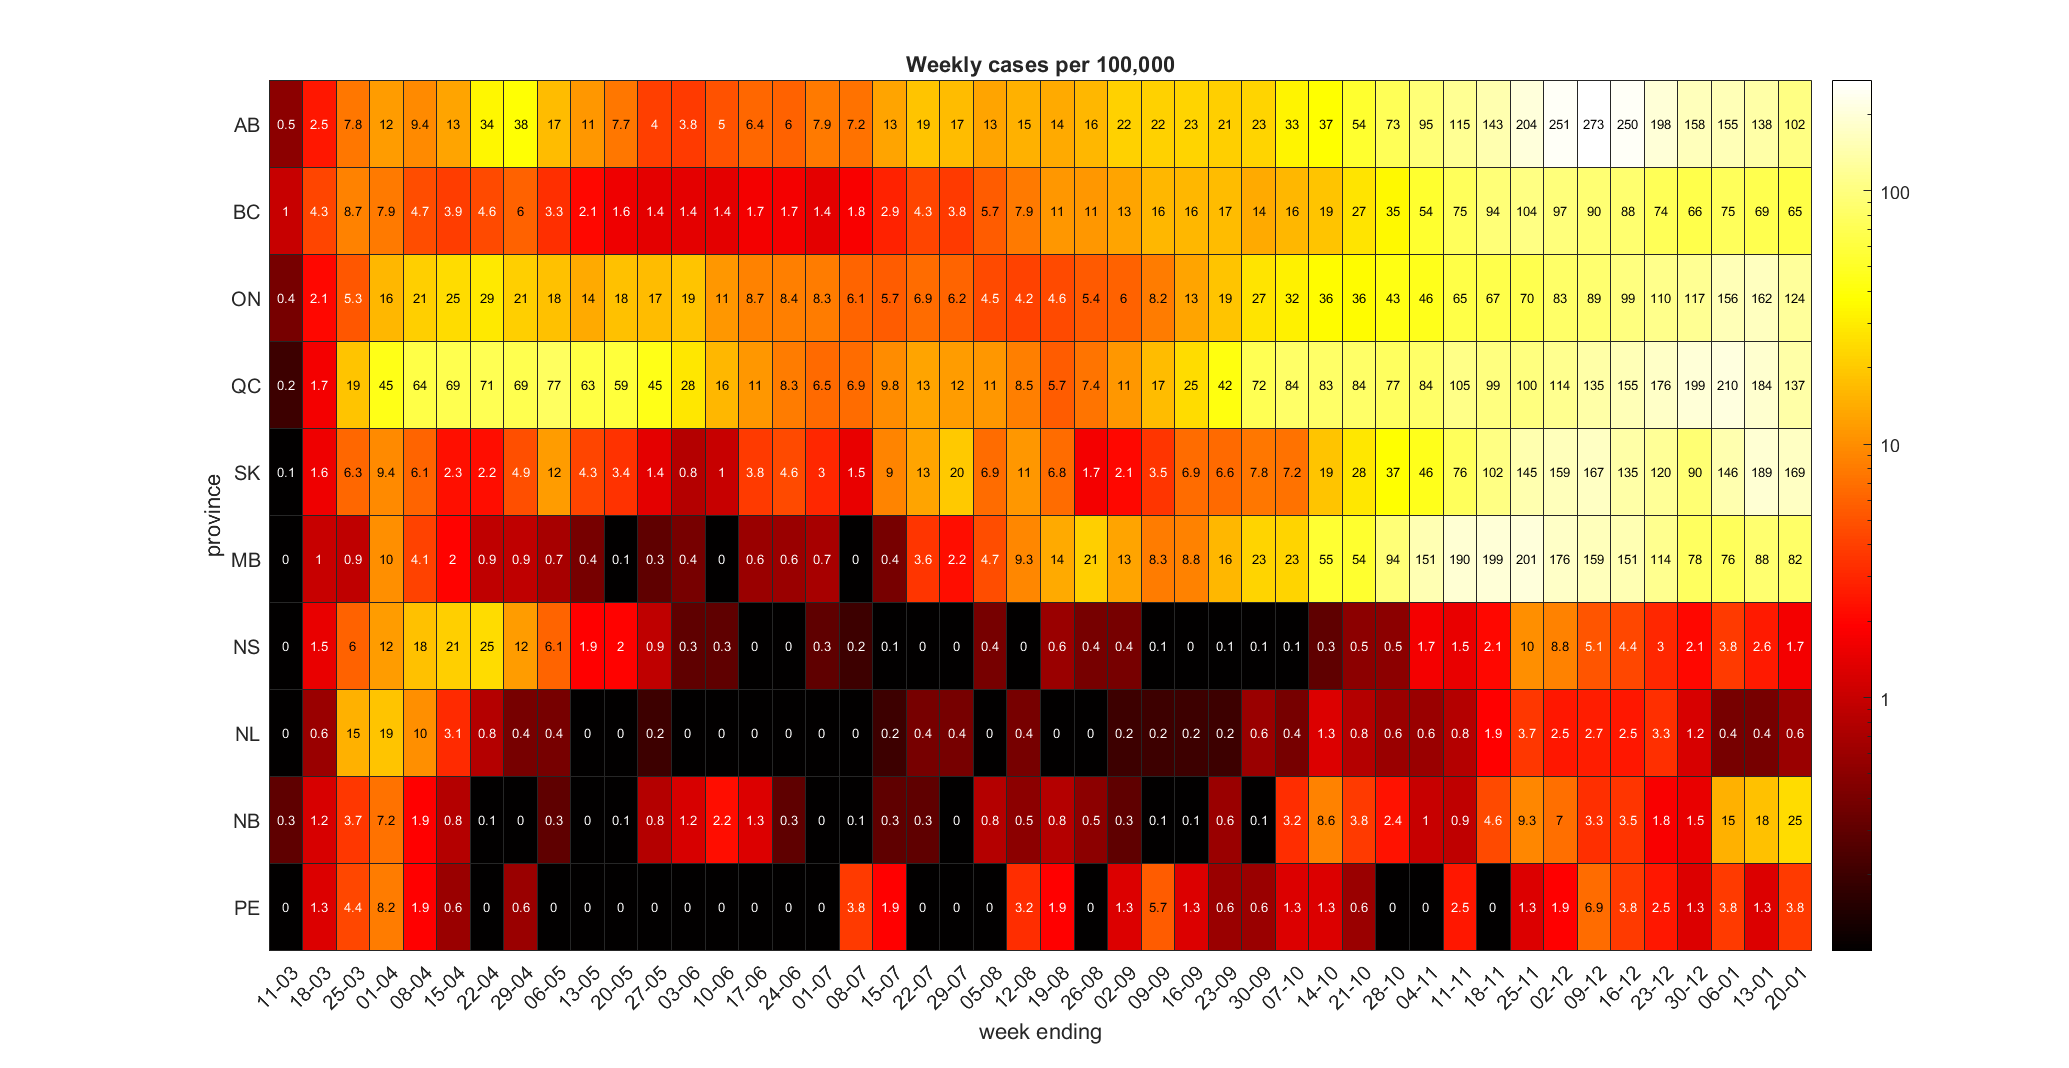 Weekly cases per 100,000
AB 0.5 2.5 7.8 12 9.4 13 34 38 17 11 7.7 4 3.8 5 6.4 6 7.9 7.2 13 19 17 13 15 14 16 22 22 23 21 23 33 37 54 73 95 115 143 204 251 273 250 198 158 155 138 102
BC 1 4.3 8.7 7.9 4.7 3.9 4.6 6 3.3 2.1 1.6 1.4 1.4 1.4 1.7 1.7 1.4 1.8 2.9 4.3 3.8 5.7 7.9 11 11 13 16 16 17 14 16 19 27 35 54 75 94 104 97 90 88 74 66 75 69 65
100
ON 0.4 2.1 5.3 16 21 25 29 21 18 14 18 17 19 11 8.7 8.4 8.3 6.1 5.7 6.9 6.2 4.5 4.2 4.6 5.4 6 8.2 13 19 27 32 36 36 43 46 65 67 70 83 89 99 110 117 156 162 124
QC 0.2 1.7 19 45 64 69 71 69 77 63 59 45 28 16 11 8.3 6.5 6.9 9.8 13 12 11 8.5 5.7 7.4 11 17 25 42 72 84 83 84 77 84 105 99 100 114 135 155 176 199 210 184 137
10
SK 0.1 1.6 6.3 9.4 6.1 2.3 2.2 4.9 12 4.3 3.4 1.4 0.8 1 3.8 4.6 3 1.5 9 13 20 6.9 11 6.8 1.7 2.1 3.5 6.9 6.6 7.8 7.2 19 28 37 46 76 102 145 159 167 135 120 90 146 189 169
province
MB 0 1 0.9 10 4.1 2 0.9 0.9 0.7 0.4 0.1 0.3 0.4 0 0.6 0.6 0.7 0 0.4 3.6 2.2 4.7 9.3 14 21 13 8.3 8.8 16 23 23 55 54 94 151 190 199 201 176 159 151 114 78 76 88 82
NS 0 1.5 6 12 18 21 25 12 6.1 1.9 2 0.9 0.3 0.3 0 0 0.3 0.2 0.1 0 0 0.4 0 0.6 0.4 0.4 0.1 0 0.1 0.1 0.1 0.3 0.5 0.5 1.7 1.5 2.1 10 8.8 5.1 4.4 3 2.1 3.8 2.6 1.7
1
NL 0 0.6 15 19 10 3.1 0.8 0.4 0.4 0 0 0.2 0 0 0 0 0 0 0.2 0.4 0.4 0 0.4 0 0 0.2 0.2 0.2 0.2 0.6 0.4 1.3 0.8 0.6 0.6 0.8 1.9 3.7 2.5 2.7 2.5 3.3 1.2 0.4 0.4 0.6
NB 0.3 1.2 3.7 7.2 1.9 0.8 0.1 0 0.3 0 0.1 0.8 1.2 2.2 1.3 0.3 0 0.1 0.3 0.3 0 0.8 0.5 0.8 0.5 0.3 0.1 0.1 0.6 0.1 3.2 8.6 3.8 2.4 1 0.9 4.6 9.3 7 3.3 3.5 1.8 1.5 15 18 25
PE 0 1.3 4.4 8.2 1.9 0.6 0 0.6 0 0 0 0 0 0 0 0 0 3.8 1.9 0 0 0 3.2 1.9 0 1.3 5.7 1.3 0.6 0.6 1.3 1.3 0.6 0 0 2.5 0 1.3 1.9 6.9 3.8 2.5 1.3 3.8 1.3 3.8
11-03 18-03 25-03 01-04 08-04 15-04 22-04 29-04 06-05 13-05 20-05 27-05 03-06 10-06 17-06 24-06 01-07 08-07 15-07 22-07 29-07 05-08 12-08 19-08 26-08 02-09 09-09 16-09 23-09 30-09 07-10 14-10 21-10 28-10 04-11 11-11 18-11 25-11 02-12 09-12 16-12 23-12 30-12 06-01 13-01 20-01
week ending